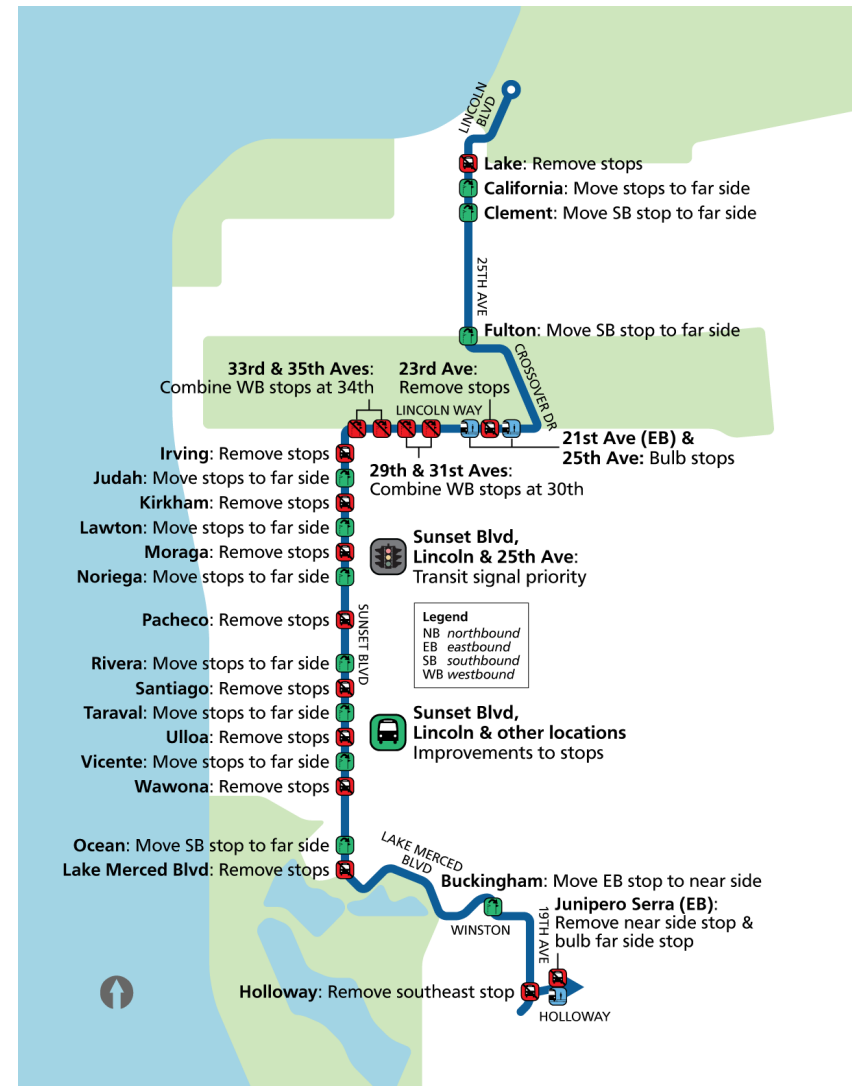 LINCOLN
BLVD
Lake: Remove stops
California: Move stops to far side
Clement: Move SB stop to far side
25TH AVE
Fulton: Move SB stop to far side
CROSSOVER DR
33rd & 35th Aves:
Combine WB stops at 34th
23rd Ave:
Remove stops
LINCOLN WAY
21st Ave (EB) &
25th Ave: Bulb stops
29th & 31st Aves:
Combine WB stops at 30th
Irving: Remove stops
Judah: Move stops to far side
Kirkham: Remove stops
Lawton: Move stops to far side
Moraga: Remove stops
Noriega: Move stops to far side
Sunset Blvd,
Lincoln & 25th Ave:
Transit signal priority
Pacheco: Remove stops
SUNSET BLVD
Legend
NB northbound
EB eastbound
SB southbound
WB westbound
Rivera: Move stops to far side
Santiago: Remove stops
Taraval: Move stops to far side
Ulloa: Remove stops
Vicente: Move stops to far side
Wawona: Remove stops
Sunset Blvd,
Lincoln & other locations
Improvements to stops
Ocean: Move SB stop to far side
Lake Merced Blvd: Remove stops
LAKE MERCED
BLVD
Buckingham: Move EB stop to near side
WINSTON
19TH AVE
Junipero Serra (EB):
Remove near side stop &
bulb far side stop
Holloway: Remove southeast stop
HOLLOWAY